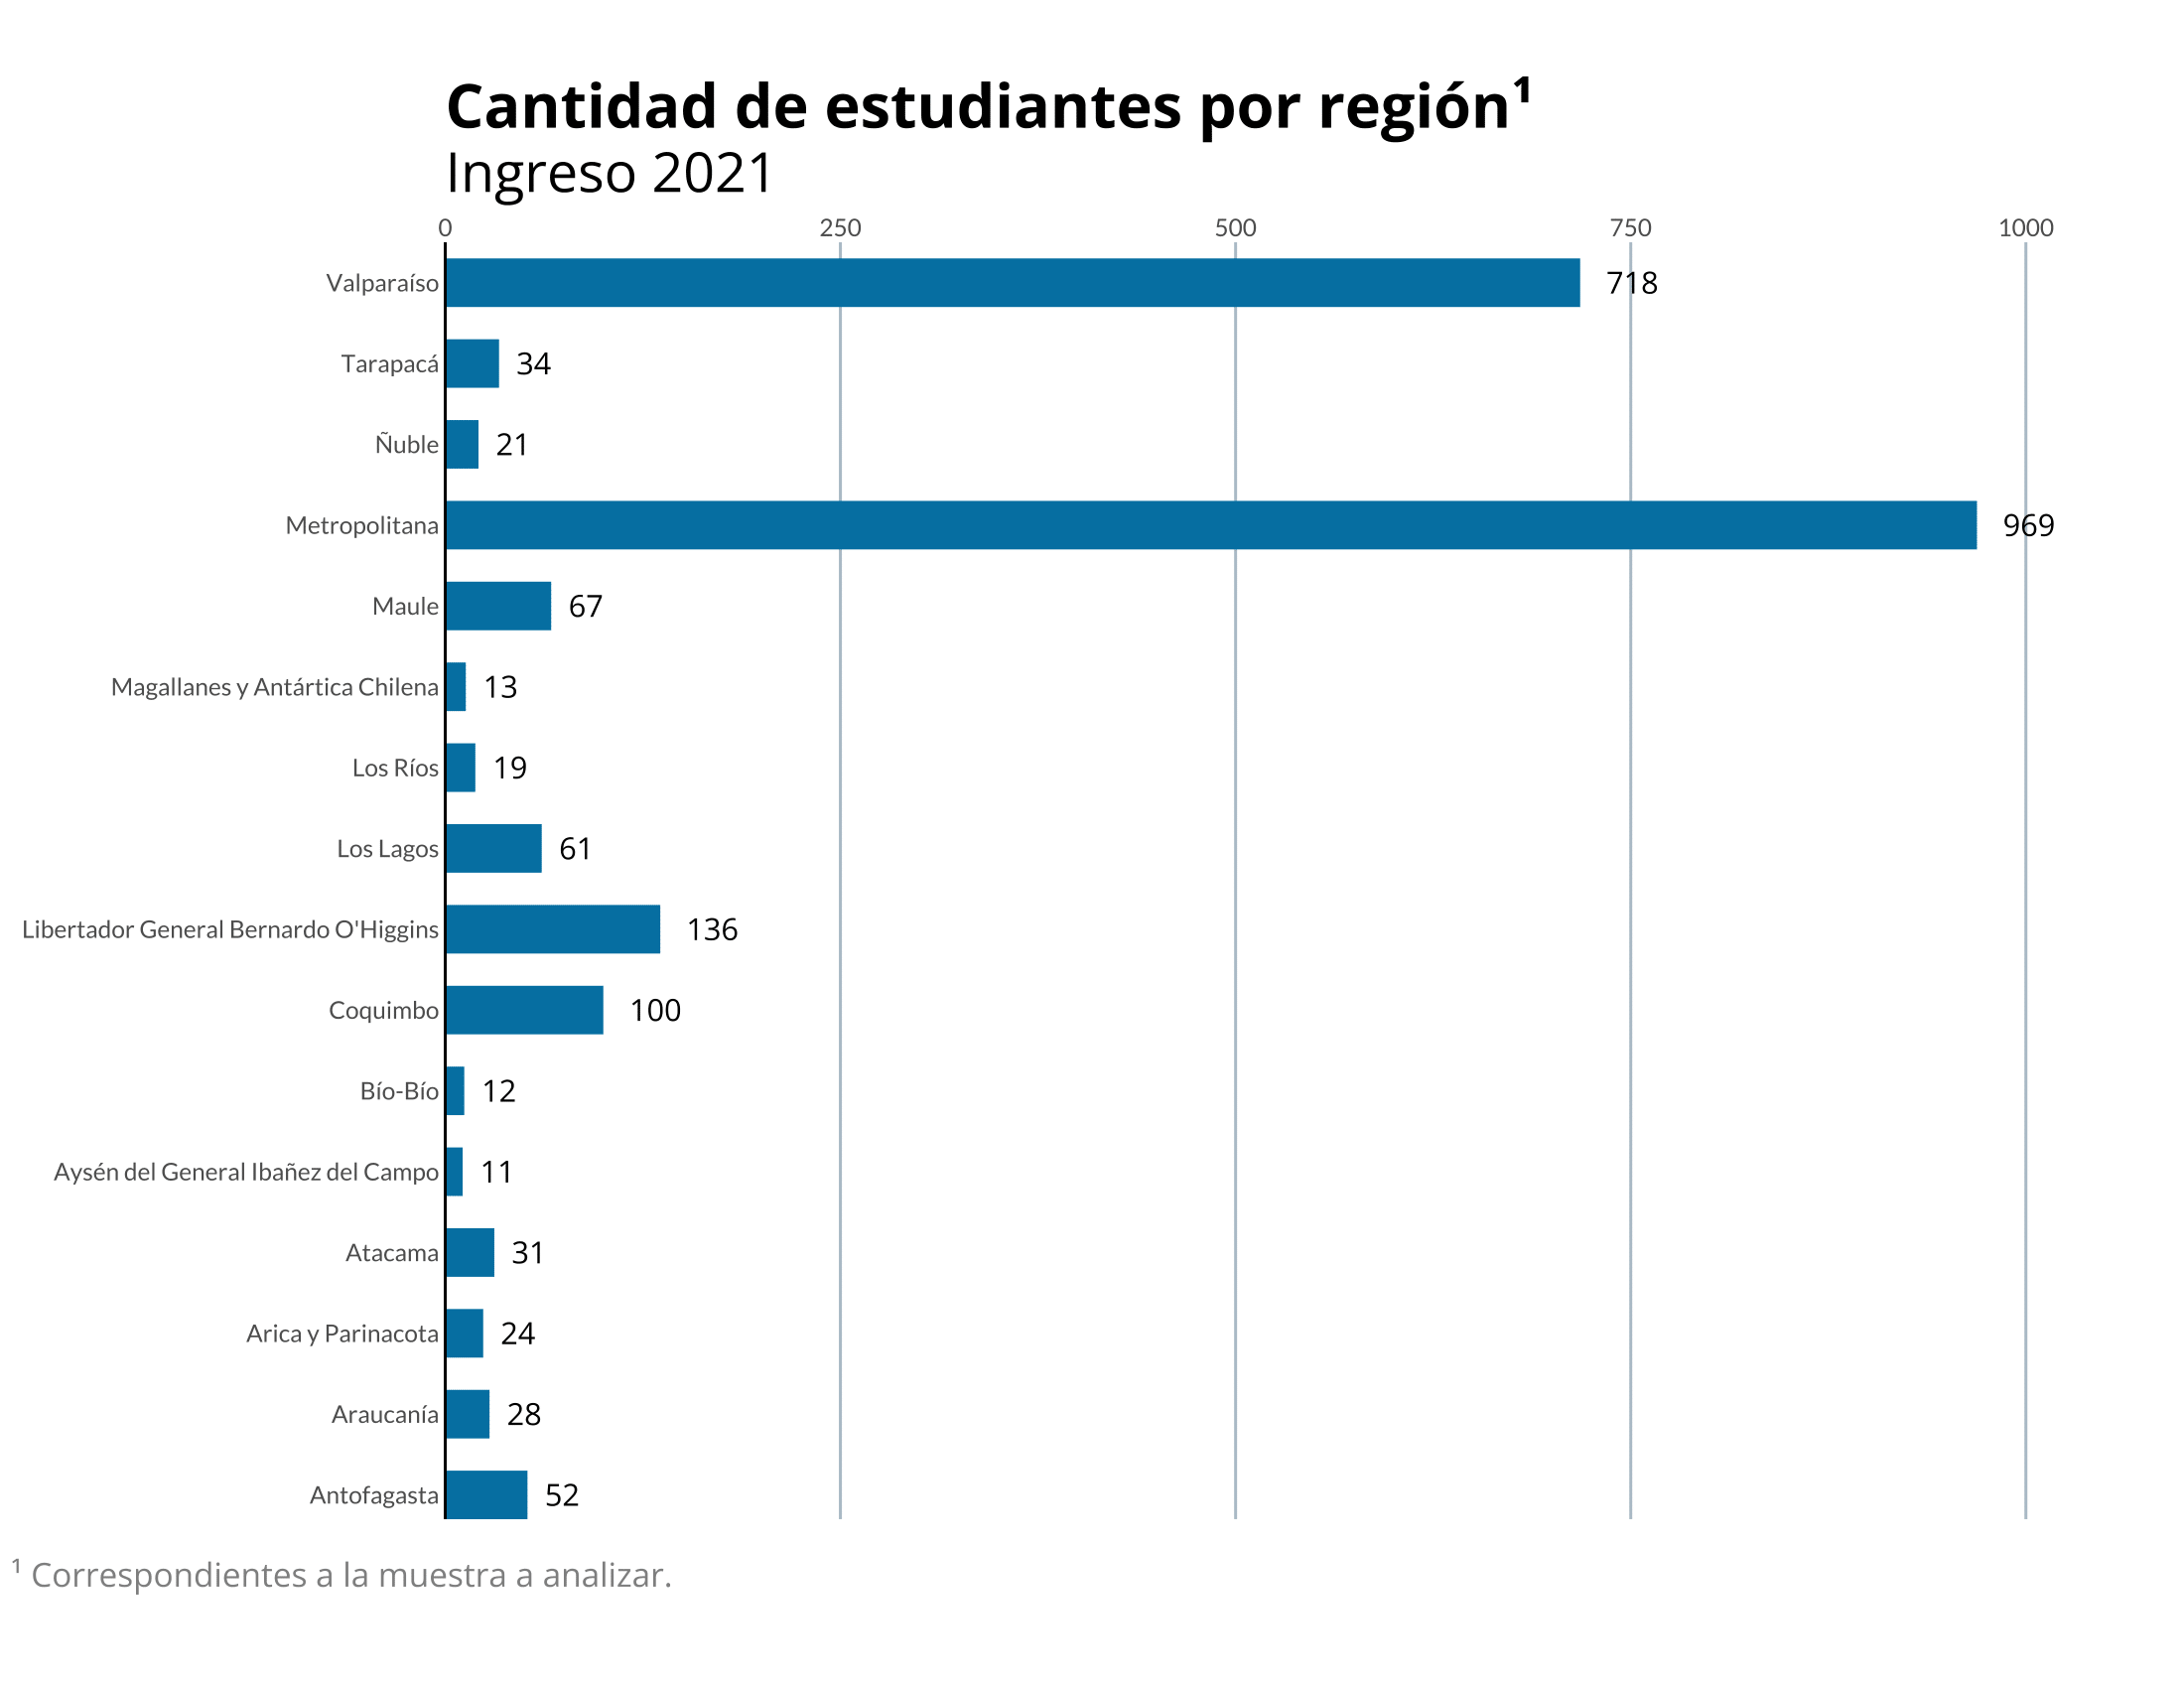 Cantidad de estudiantes por región¹
Ingreso 2021
0 250 500 750 1000
Valparaíso 718
Tarapacá 34
Ñuble 21
Metropolitana 969
Maule 67
Magallanes y Antártica Chilena 13
Los Ríos 19
Los Lagos 61
Libertador General Bernardo O'Higgins 136
Coquimbo 100
Bío-Bío 12
Aysén del General Ibañez del Campo 11
Atacama 31
Arica y Parinacota 24
Araucanía 28
Antofagasta 52
¹ Correspondientes a la muestra a analizar.